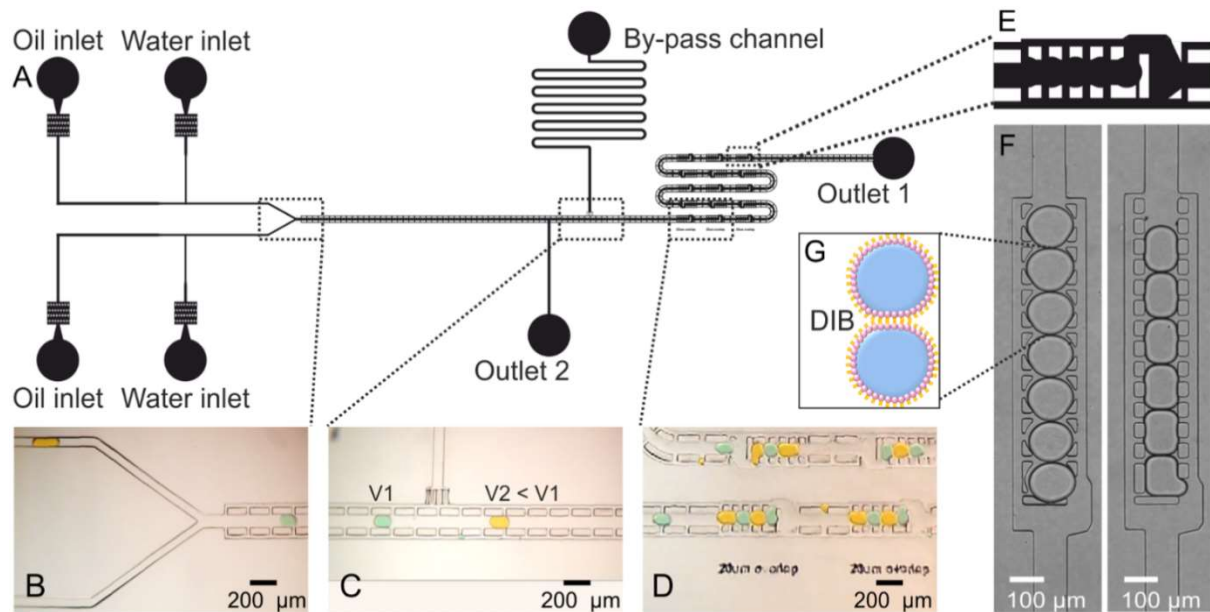 Oil inlet Water inlet
A
By-pass channel
E
Outlet 1
F
G
DIB
Outlet 2
Oil inlet Water inlet
V1 V2 < V1
B
200 µm
C
200 µm
D
20um overlap 20um overlap
200 µm
100 µm
100 µm